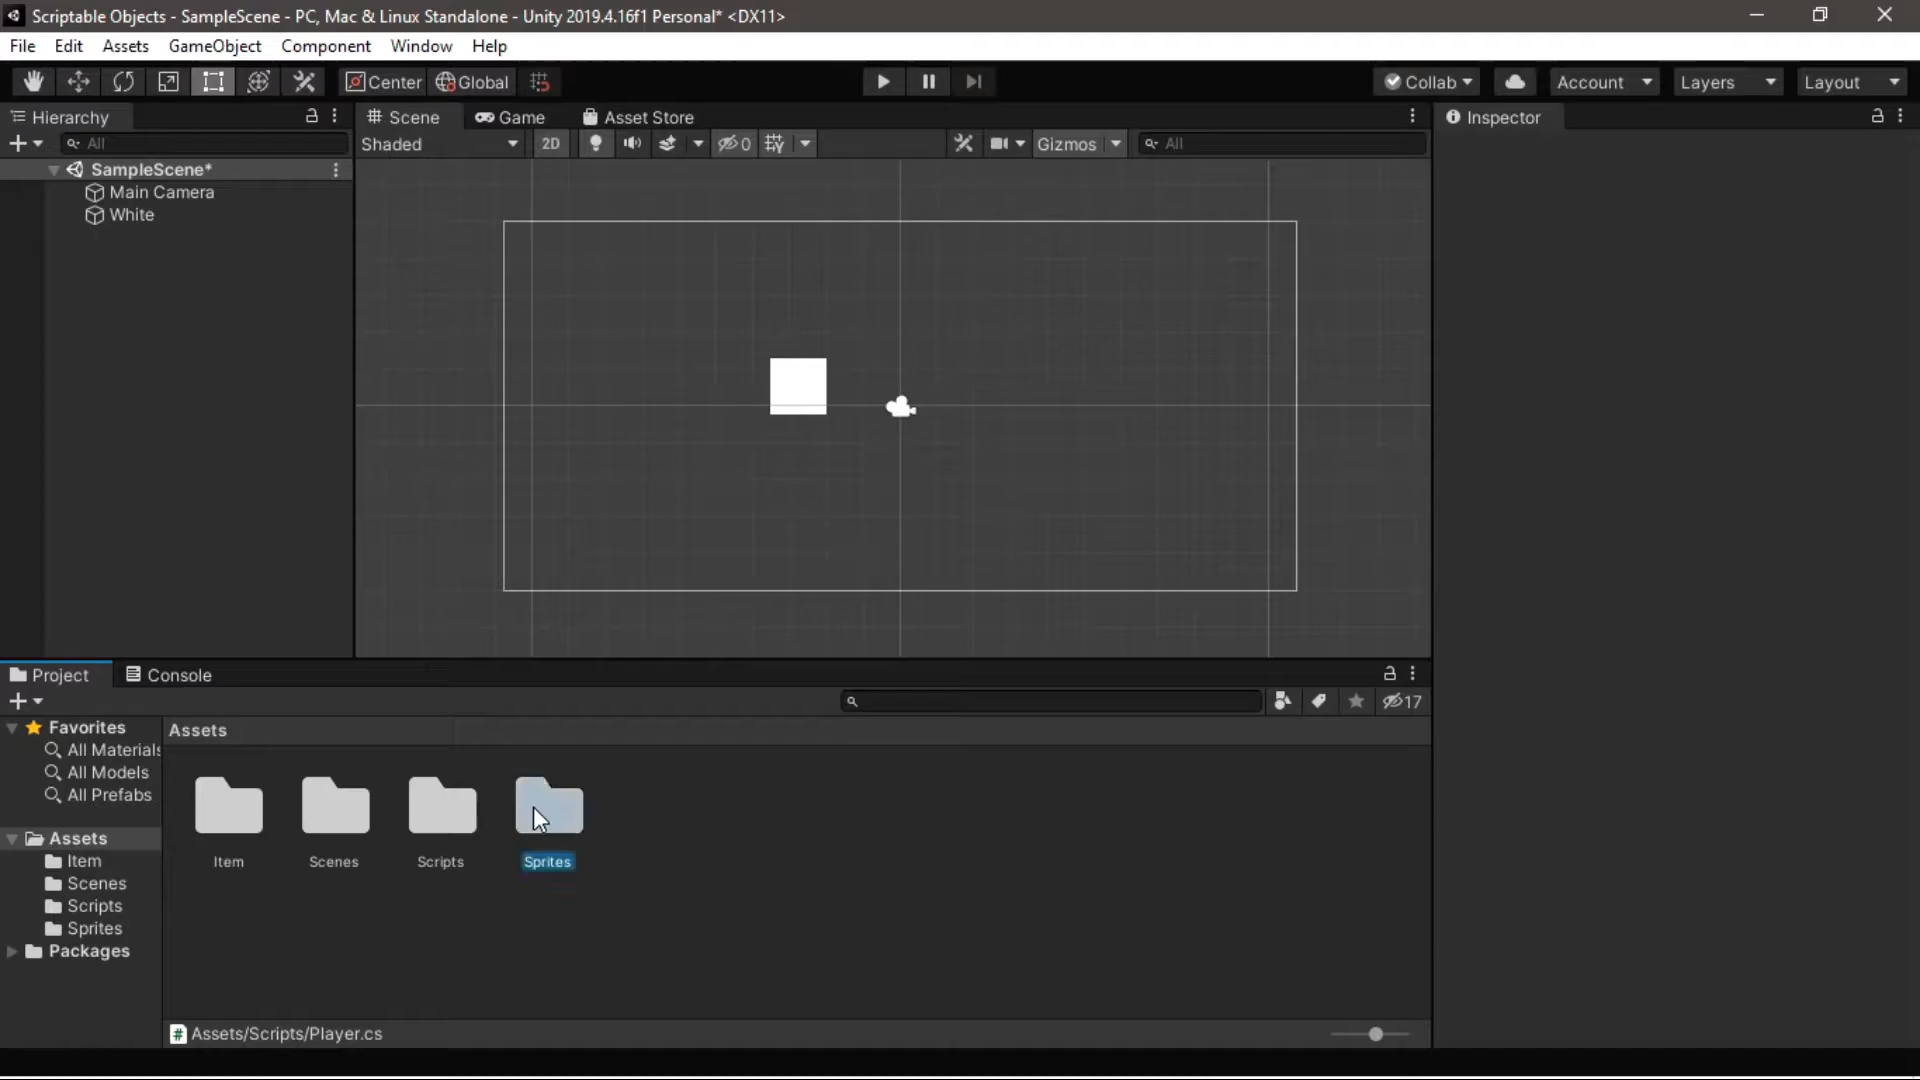 Scriptable Objects - SampleScene - PC, Mac & Linux Standalone - Unity 2019.4.16f1 Personal* <DX11>
File Edit Assets GameObject Component Window Help
Center Global Collab Account Layers Layout
Hierarchy Scene Game Asset Store Inspector
All Shaded 2D 0 Gizmos All
SampleScene*
Main Camera
White
Project Console
17
Favorites Assets
All Materials
All Models
All Prefabs
Assets
Item
Scenes
Scripts
Sprites
Packages
Item Scenes Scripts Sprites
Assets/Scripts/Player.cs